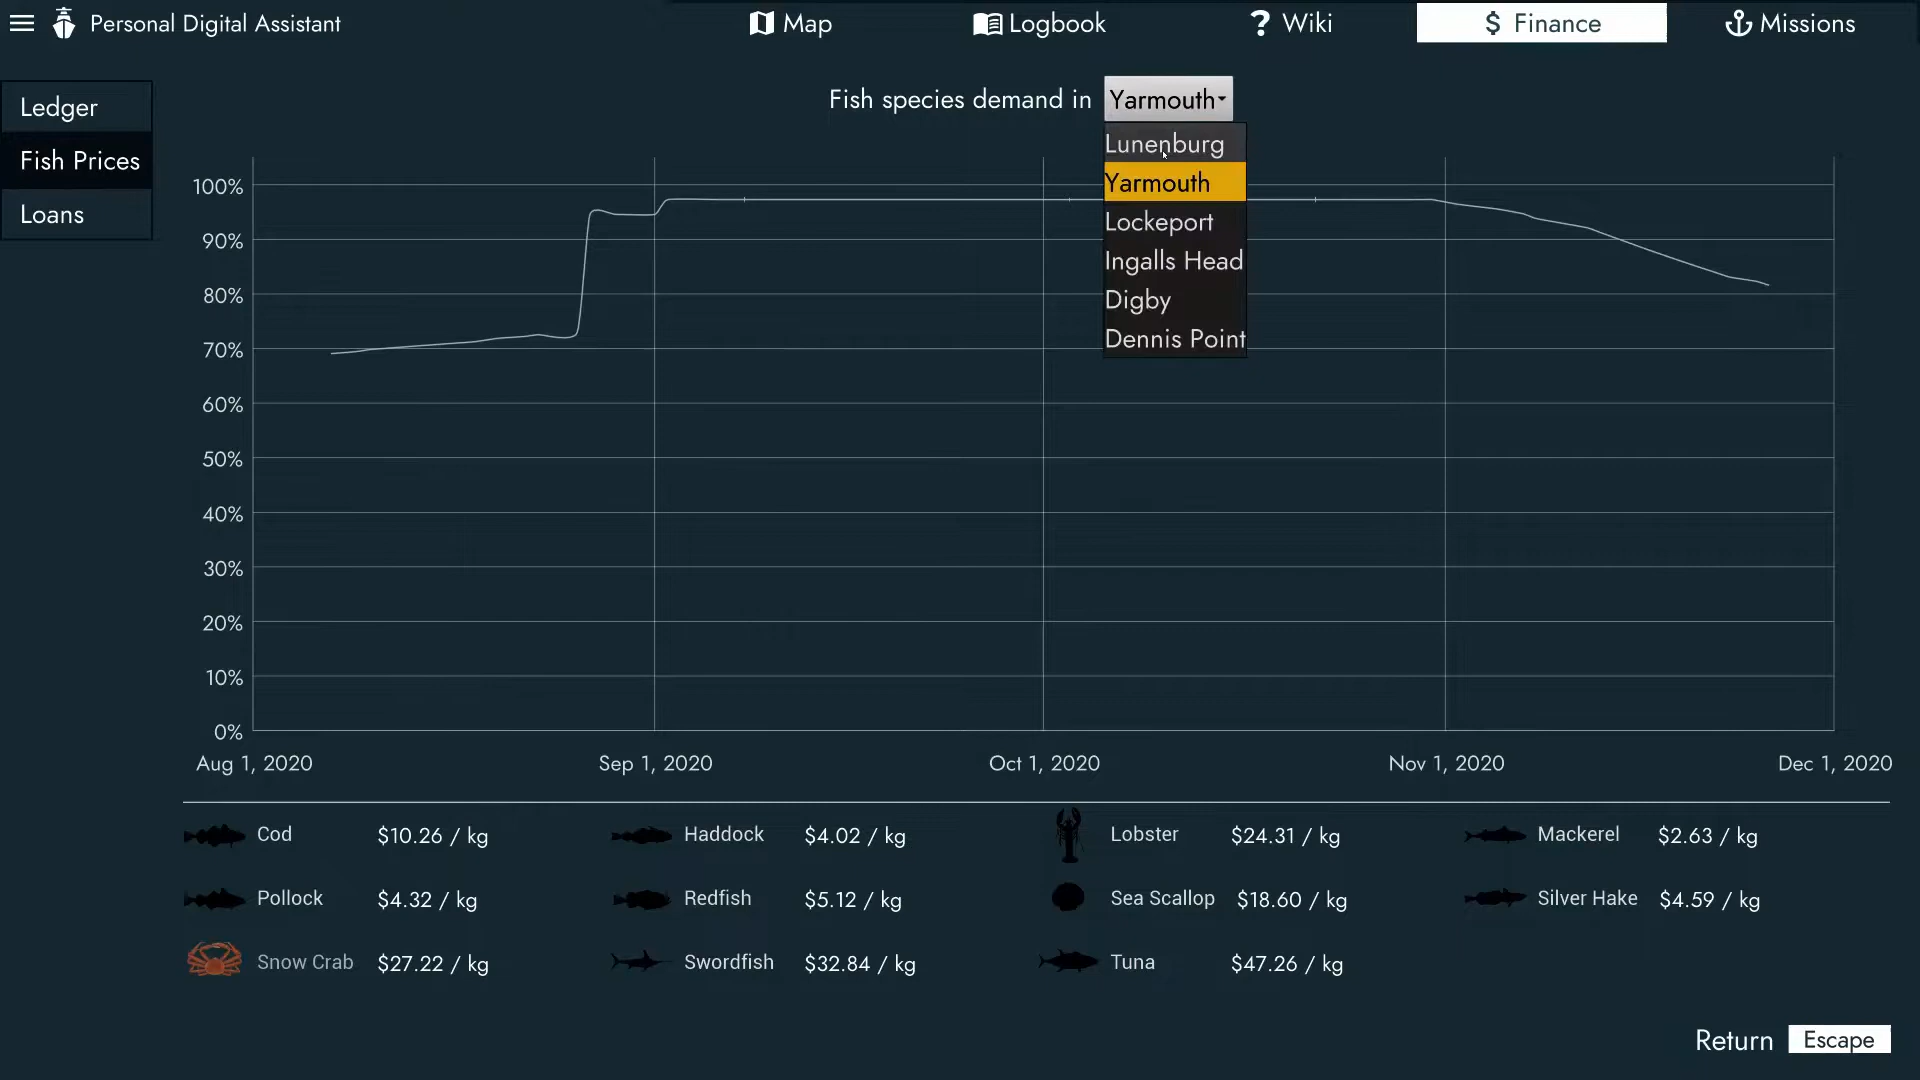 Personal Digital Assistant
Map
Logbook
? Wiki
$ Finance
Missions
Ledger
Fish Prices
Loans
Fish species demand in Yarmouth
Lunenburg
Yarmouth
Lockeport
Ingalls Head
Digby
Dennis Point
100%
90%
80%
70%
60%
50%
40%
30%
20%
10%
0%
Aug 1, 2020
Sep 1, 2020
Oct 1, 2020
Nov 1, 2020
Dec 1, 2020
Cod $10.26 / kg
Haddock $4.02 / kg
Lobster $24.31 / kg
Mackerel $2.63 / kg
Pollock $4.32 / kg
Redfish $5.12 / kg
Sea Scallop $18.60 / kg
Silver Hake $4.59 / kg
Snow Crab $27.22 / kg
Swordfish $32.84 / kg
Tuna $47.26 / kg
Return Escape